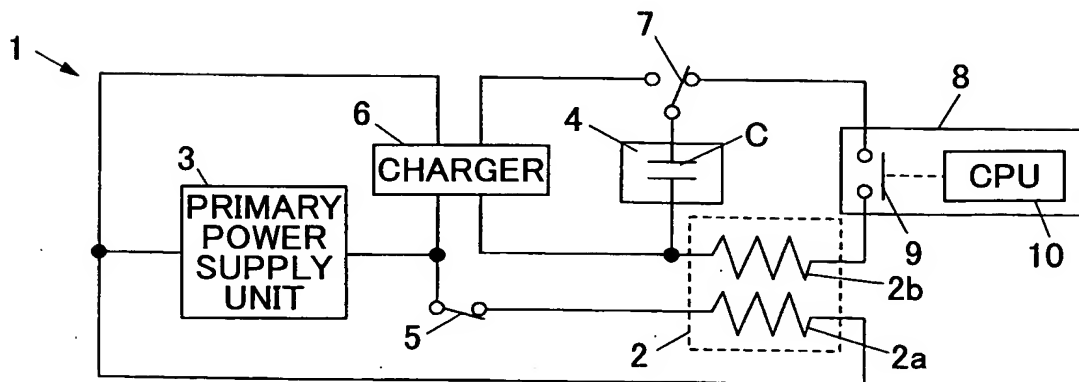 1
7
8
6
4
C
3
CHARGER
CPU
PRIMARY
POWER
SUPPLY
UNIT
9
10
2b
5
2
2a